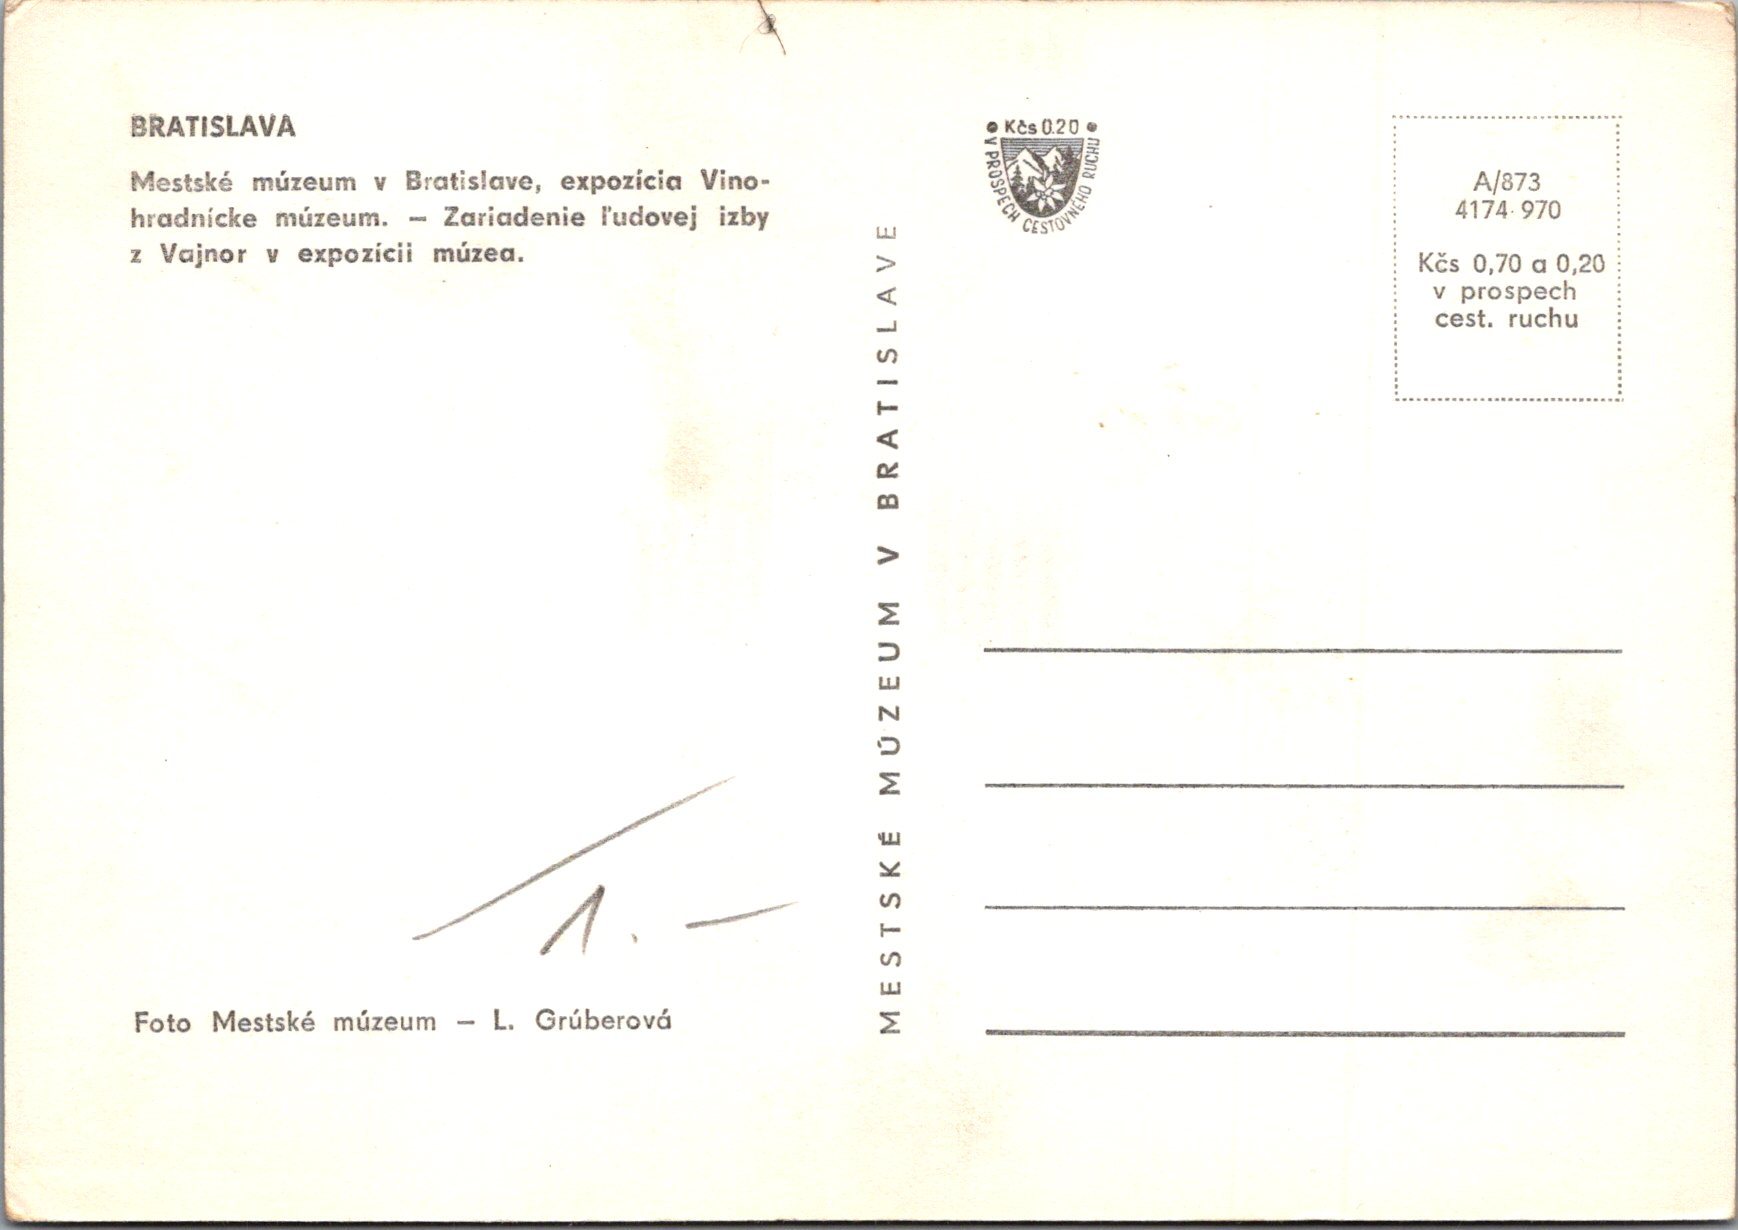 BRATISLAVA
Mestské múzeum v Bratislave, expozícia Vino-
hradnícke múzeum. – Zariadenie ľudovej izby
z Vajnor v expozícii múzea.
1. –
Foto Mestské múzeum – L. Grúberová
MESTSKÉ MÚZEUM V BRATISLAVE
• Kčs 0.20 •
V PROSPECH CESTOVNÉHO RUCHU
A/873
4174-970
Kčs 0,70 a 0,20
v prospech
cest. ruchu